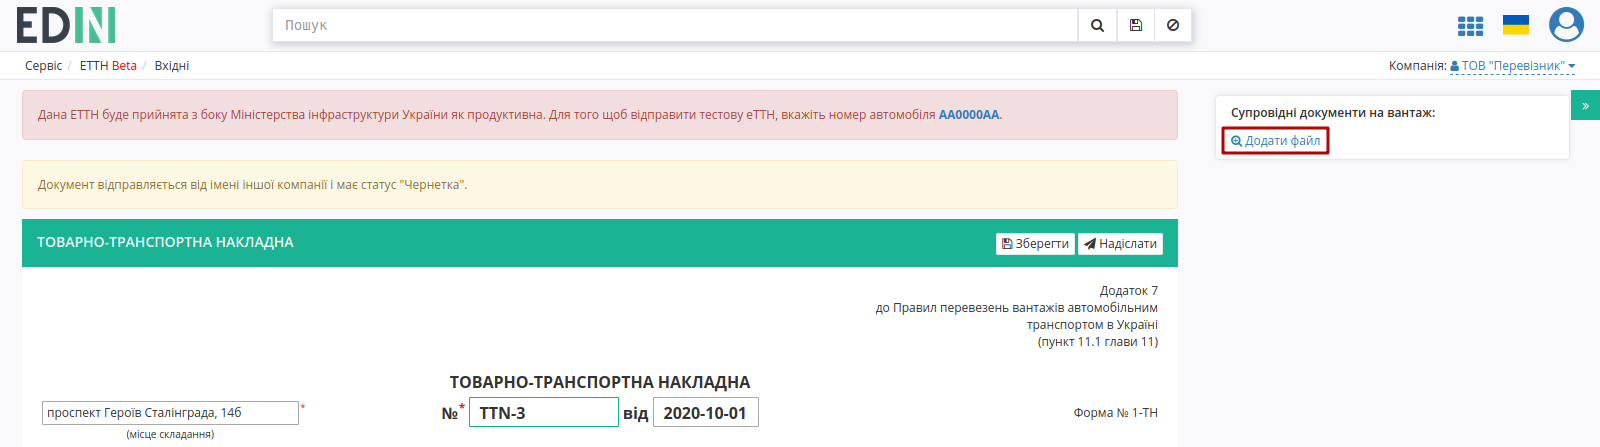 EDIN
Пошук
Сервіс / ЕТТН Beta / Вхідні
Компанія: ТОВ "Перевізник"
Дана ЕТТН буде прийнята з боку Міністерства інфраструктури України як продуктивна. Для того щоб відправити тестову еТТН, вкажіть номер автомобіля AA0000AA.
Супровідні документи на вантаж:
Додати файл
Документ відправляється від імені іншої компанії і має статус "Чернетка".
ТОВАРНО-ТРАНСПОРТНА НАКЛАДНА
Зберегти Надіслати
Додаток 7
до Правил перевезень вантажів автомобільним
транспортом в Україні
(пункт 11.1 глави 11)
ТОВАРНО-ТРАНСПОРТНА НАКЛАДНА
проспект Героїв Сталінграда, 14б * №* TTN-3 від 2020-10-01 Форма № 1-ТН
(місце складання)